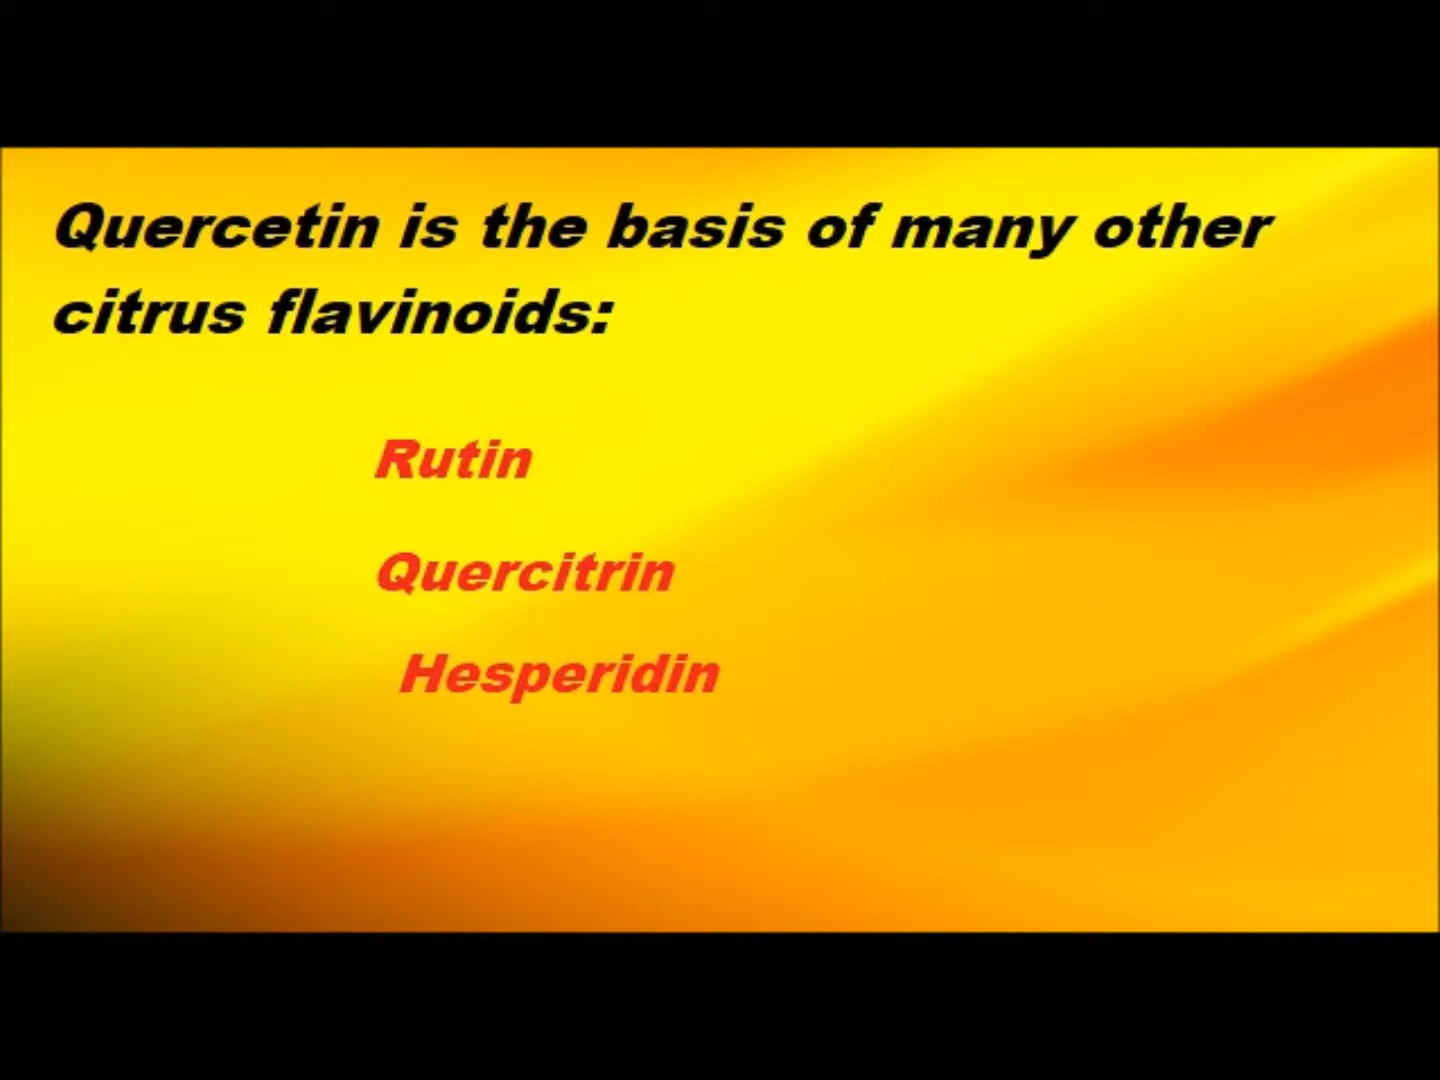 Quercetin is the basis of many other
citrus flavinoids:
Rutin
Quercitrin
Hesperidin